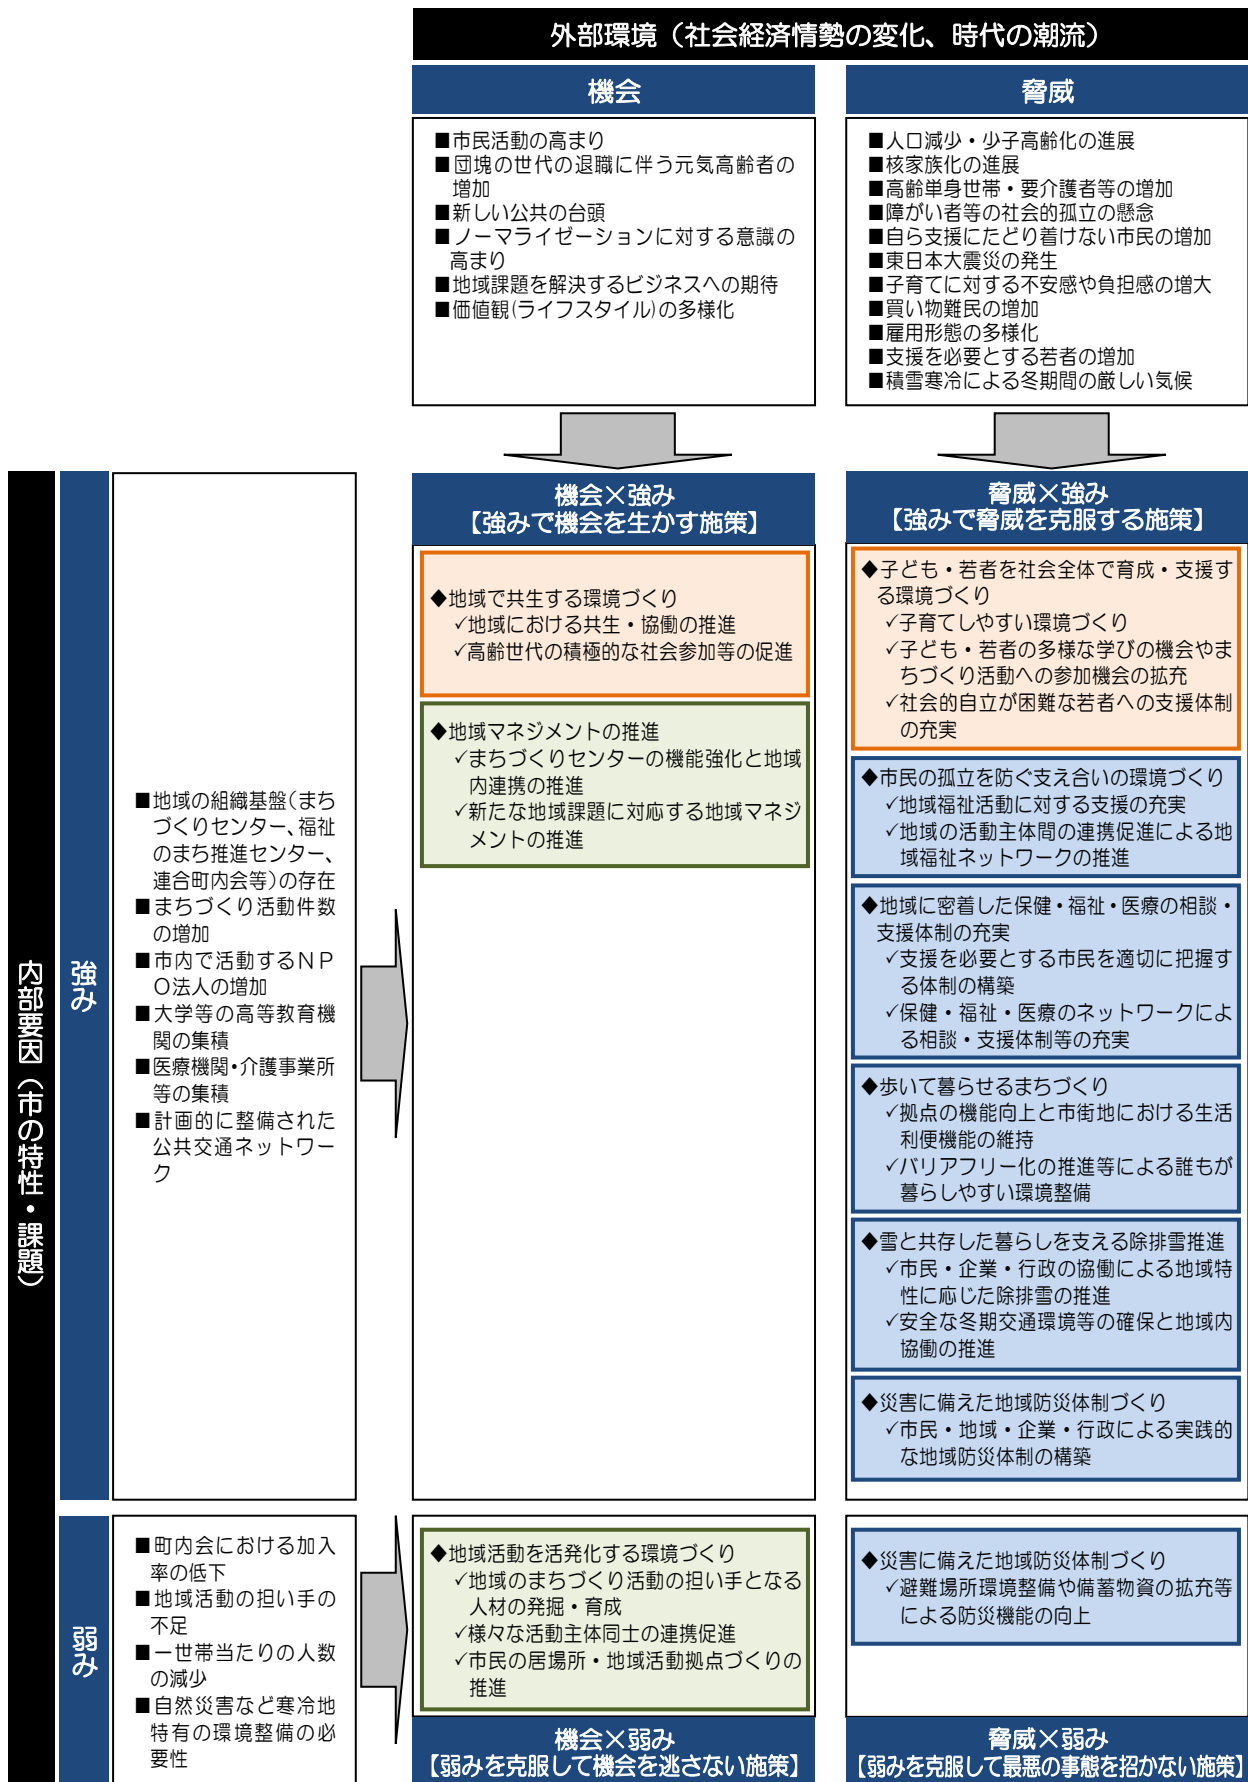 外部環境（社会経済情勢の変化、時代の潮流）
機会
脅威
■市民活動の高まり
■団塊の世代の退職に伴う元気高齢者の
増加
■新しい公共の台頭
■ノーマライゼーションに対する意識の
高まり
■地域課題を解決するビジネスへの期待
■価値観(ライフスタイル)の多様化
■人口減少・少子高齢化の進展
■核家族化の進展
■高齢単身世帯・要介護者等の増加
■障がい者等の社会的孤立の懸念
■自ら支援にたどり着けない市民の増加
■東日本大震災の発生
■子育てに対する不安感や負担感の増大
■買い物難民の増加
■雇用形態の多様化
■支援を必要とする若者の増加
■積雪寒冷による冬期間の厳しい気候
内部要因（市の特性・課題）
強み
■地域の組織基盤（まち
づくりセンター、福祉
のまち推進センター、
連合町内会等）の存在
■まちづくり活動件数
の増加
■市内で活動するＮＰ
Ｏ法人の増加
■大学等の高等教育機
関の集積
■医療機関・介護事業所
等の集積
■計画的に整備された
公共交通ネットワー
ク
機会×強み
【強みで機会を生かす施策】
◆地域で共生する環境づくり
✓地域における共生・協働の推進
✓高齢世代の積極的な社会参加等の促進
◆地域マネジメントの推進
✓まちづくりセンターの機能強化と地域
内連携の推進
✓新たな地域課題に対応する地域マネジ
メントの推進
脅威×強み
【強みで脅威を克服する施策】
◆子ども・若者を社会全体で育成・支援す
る環境づくり
✓子育てしやすい環境づくり
✓子ども・若者の多様な学びの機会やま
ちづくり活動への参加機会の拡充
✓社会的自立が困難な若者への支援体制
の充実
◆市民の孤立を防ぐ支え合いの環境づくり
✓地域福祉活動に対する支援の充実
✓地域の活動主体間の連携促進による地
域福祉ネットワークの推進
◆地域に密着した保健・福祉・医療の相談・
支援体制の充実
✓支援を必要とする市民を適切に把握す
る体制の構築
✓保健・福祉・医療のネットワークによ
る相談・支援体制等の充実
◆歩いて暮らせるまちづくり
✓拠点の機能向上と市街地における生活
利便機能の維持
✓バリアフリー化の推進等による誰もが
暮らしやすい環境整備
◆雪と共存した暮らしを支える除排雪推進
✓市民・企業・行政の協働による地域特
性に応じた除排雪の推進
✓安全な冬期交通環境等の確保と地域内
協働の推進
◆災害に備えた地域防災体制づくり
✓市民・地域・企業・行政による実践的
な地域防災体制の構築
弱み
■町内会における加入
率の低下
■地域活動の担い手の
不足
■一世帯当たりの人数
の減少
■自然災害など寒冷地
特有の環境整備の必
要性
◆地域活動を活発化する環境づくり
✓地域のまちづくり活動の担い手となる
人材の発掘・育成
✓様々な活動主体同士の連携促進
✓市民の居場所・地域活動拠点づくりの
推進
機会×弱み
【弱みを克服して機会を逃さない施策】
◆災害に備えた地域防災体制づくり
✓避難場所環境整備や備蓄物資の拡充等
による防災機能の向上
脅威×弱み
【弱みを克服して最悪の事態を招かない施策】